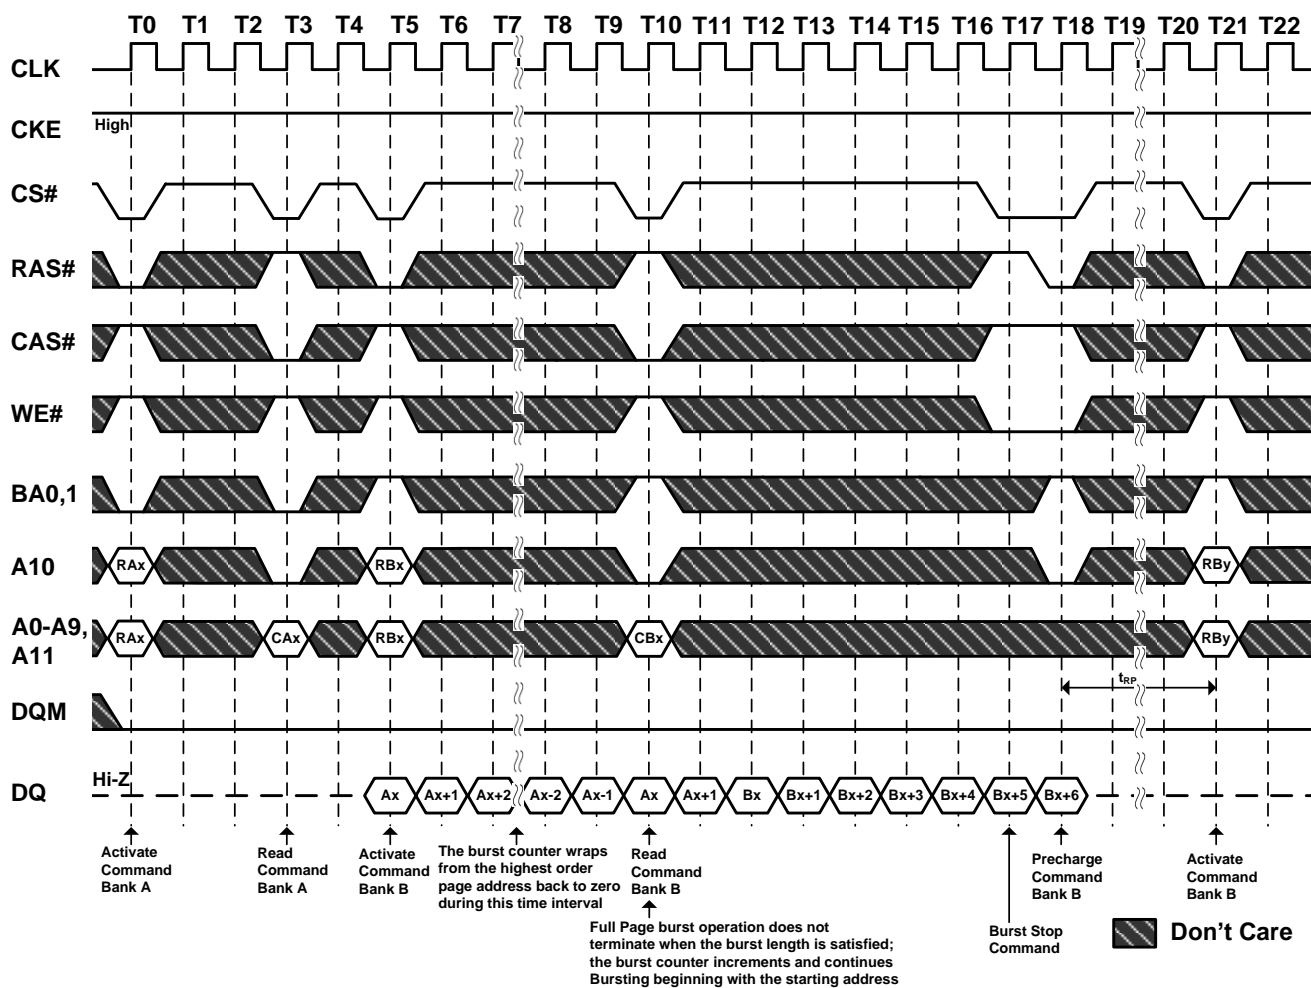 T0 T1 T2 T3 T4 T5 T6 T7 T8 T9 T10 T11 T12 T13 T14 T15 T16 T17 T18 T19 T20 T21 T22
CLK
CKE High
CS#
RAS#
CAS#
WE#
BA0,1
A10 RAx RBx RBy
A0-A9,
A11 RAx CAx RBx CBx RBy
tRP
DQM
DQ Hi-Z Ax Ax+1 Ax+2 Ax-2 Ax-1 Ax Ax+1 Bx Bx+1 Bx+2 Bx+3 Bx+4 Bx+5 Bx+6
Activate
Command
Bank A
Read
Command
Bank A
Activate
Command
Bank B
The burst counter wraps
from the highest order
page address back to zero
during this time interval
Read
Command
Bank B
Full Page burst operation does not
terminate when the burst length is satisfied;
the burst counter increments and continues
Bursting beginning with the starting address
Burst Stop
Command
Precharge
Command
Bank B
Activate
Command
Bank B
Don't Care